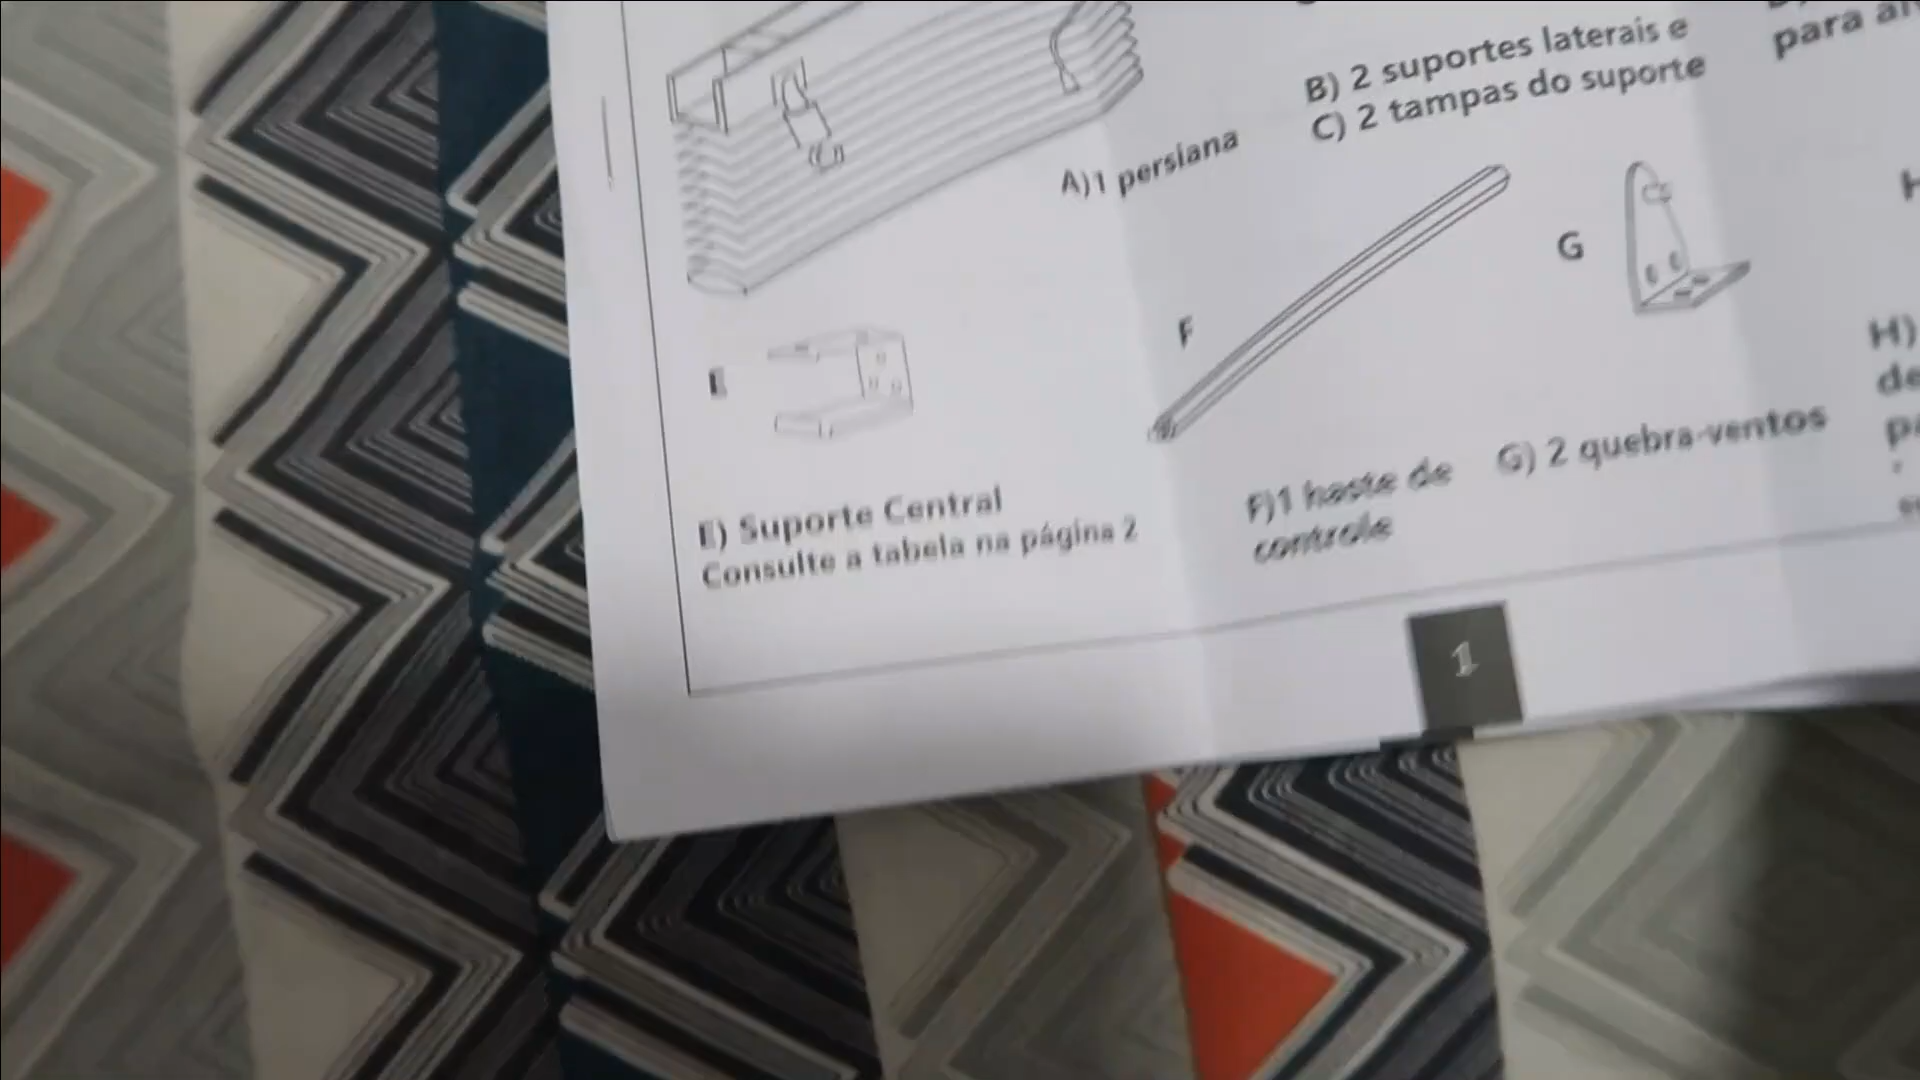 para
B) 2 suportes laterais e
C) 2 tampas do suporte
A)1 persiana
E
F
G
H)
de
E) Suporte Central
Consulte a tabela na página 2
F)1 haste de
controle
G) 2 quebra-ventos
1